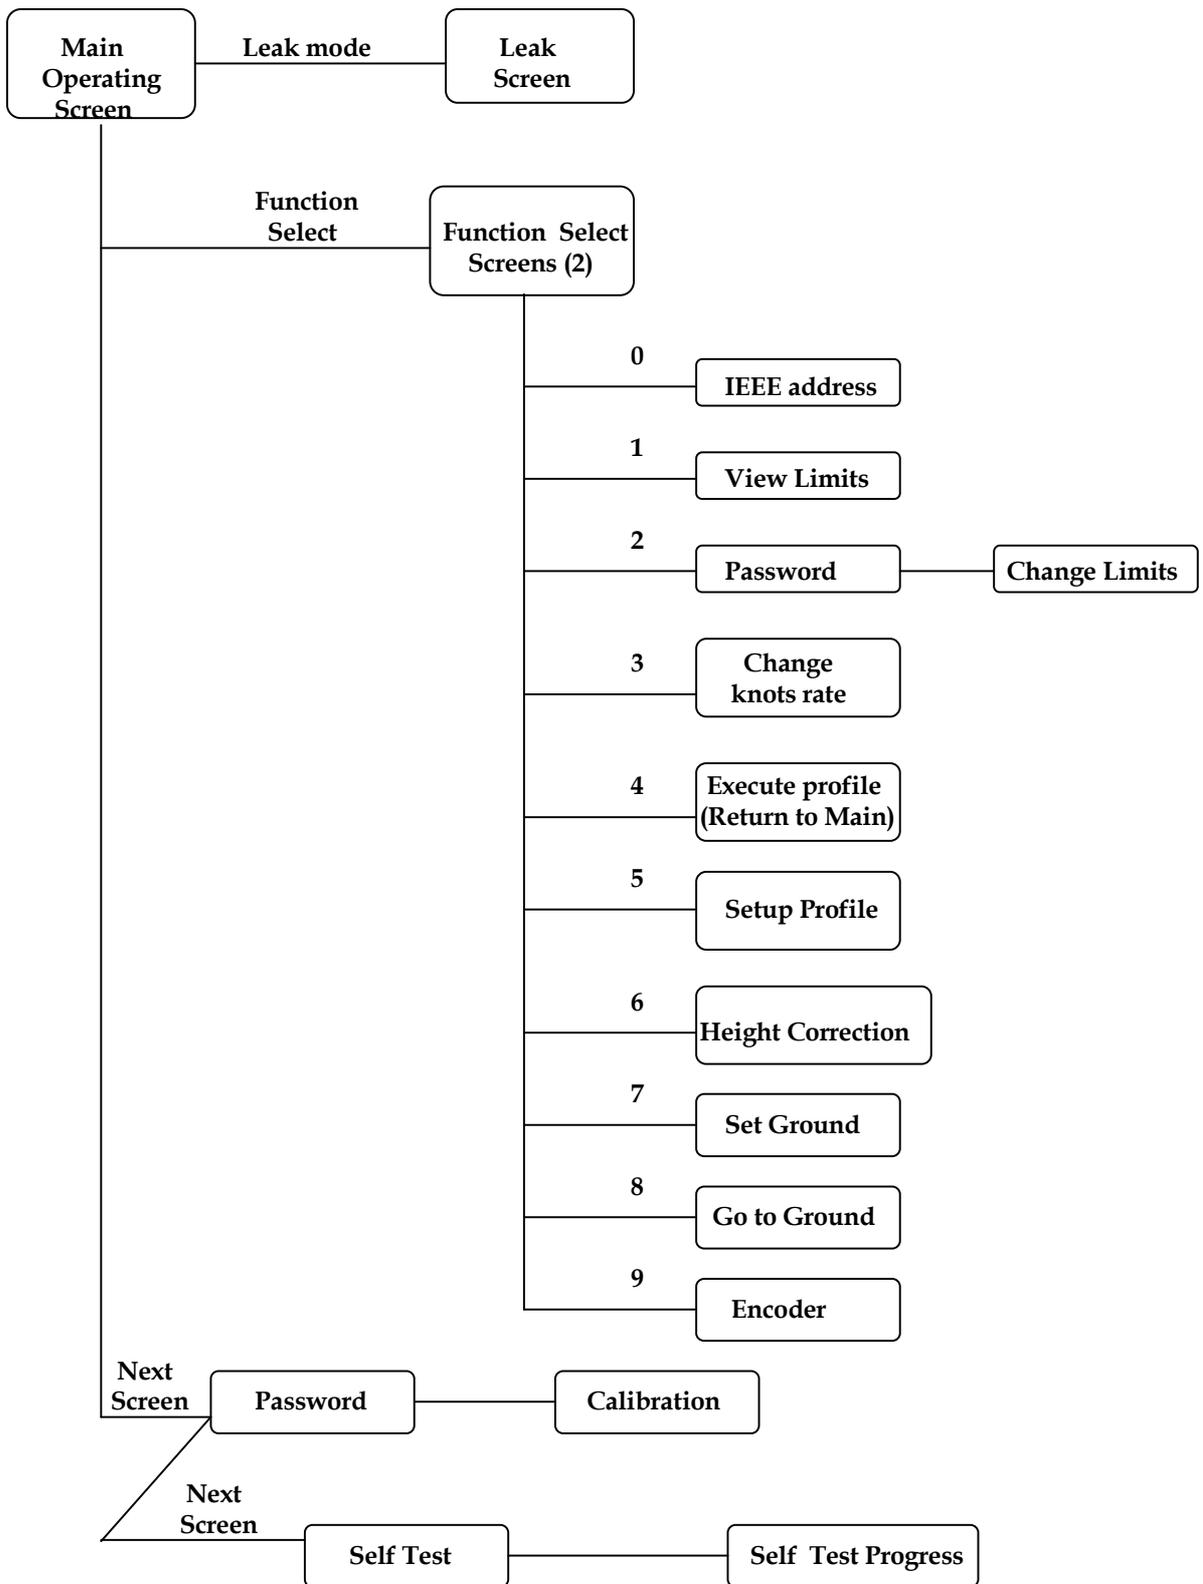 Main
Operating
Screen
Leak mode
Leak
Screen
Function
Select
Function Select
Screens (2)
0
IEEE address
1
View Limits
2
Password
Change Limits
3
Change
knots rate
4
Execute profile
(Return to Main)
5
Setup Profile
6
Height Correction
7
Set Ground
8
Go to Ground
9
Encoder
Next
Screen
Password
Calibration
Next
Screen
Self Test
Self Test Progress